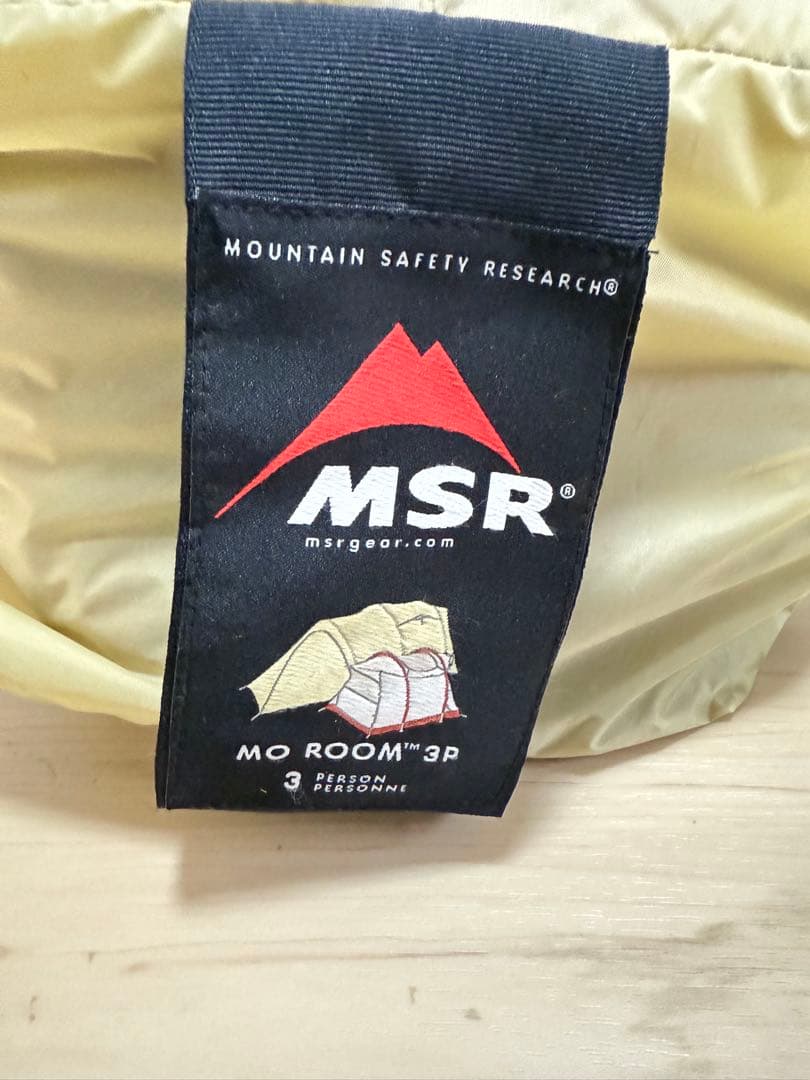 MOUNTAIN SAFETY RESEARCH®
MSR®
msrgear.com
MO ROOM™ 3P
3 PERSON
PERSONNE